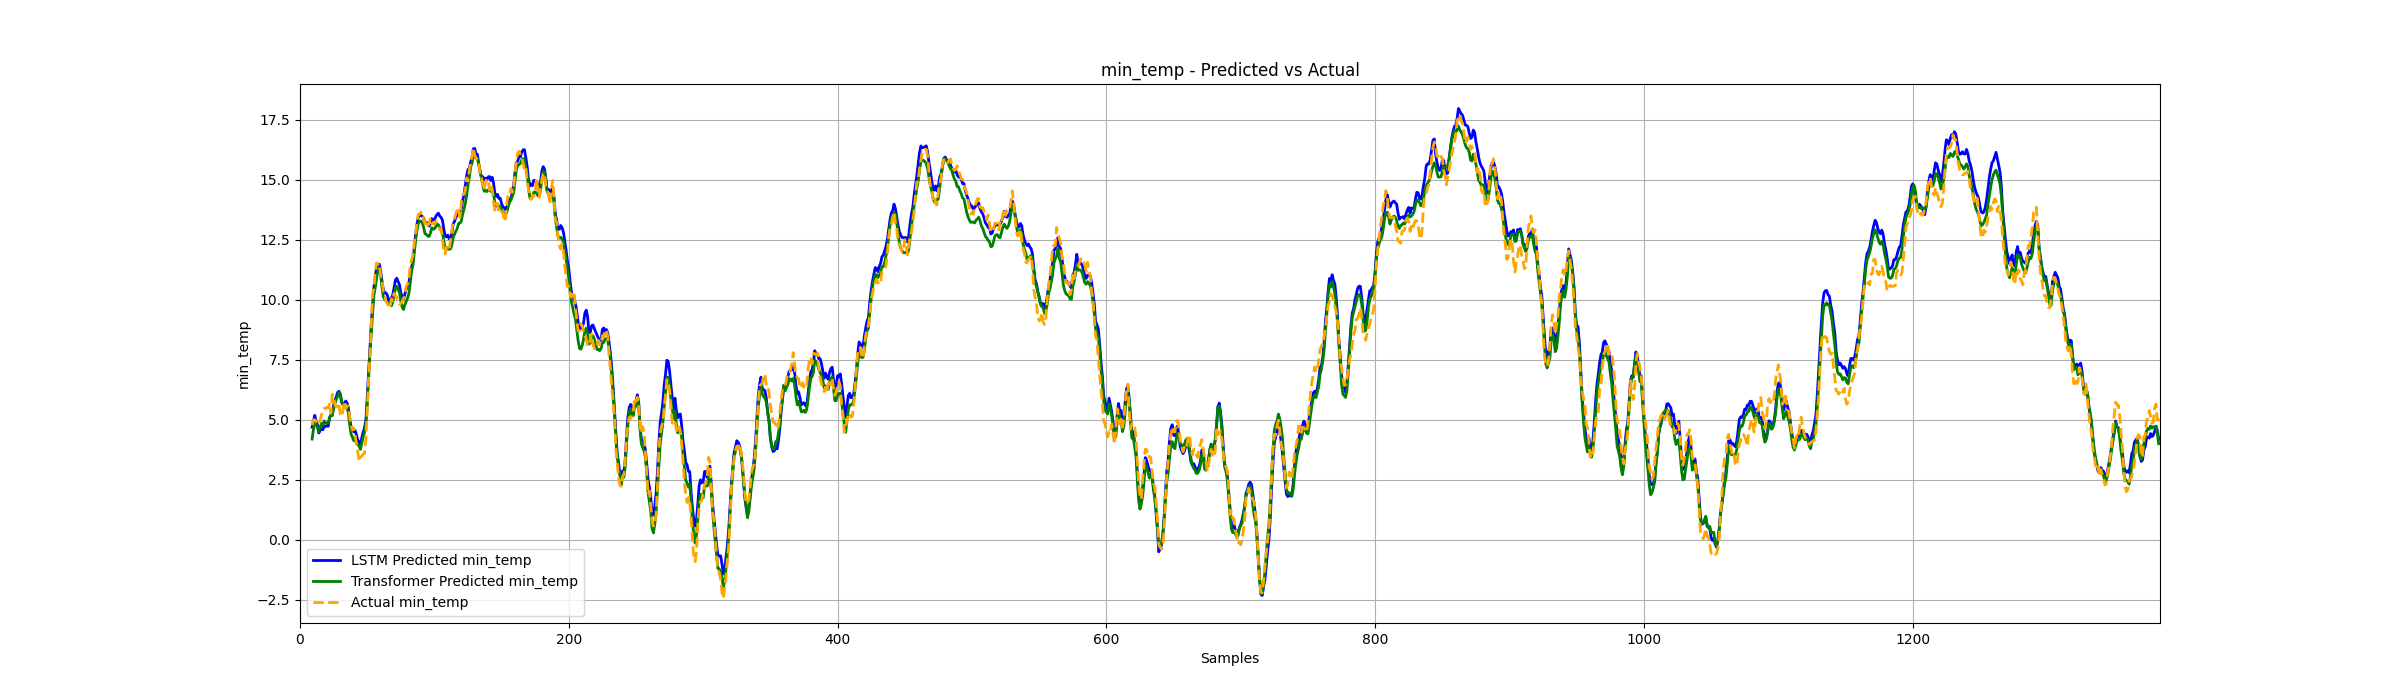 min_temp - Predicted vs Actual
17.5
15.0
12.5
10.0
7.5
5.0
2.5
0.0
−2.5
min_temp
LSTM Predicted min_temp
Transformer Predicted min_temp
Actual min_temp
0 200 400 600 800 1000 1200
Samples